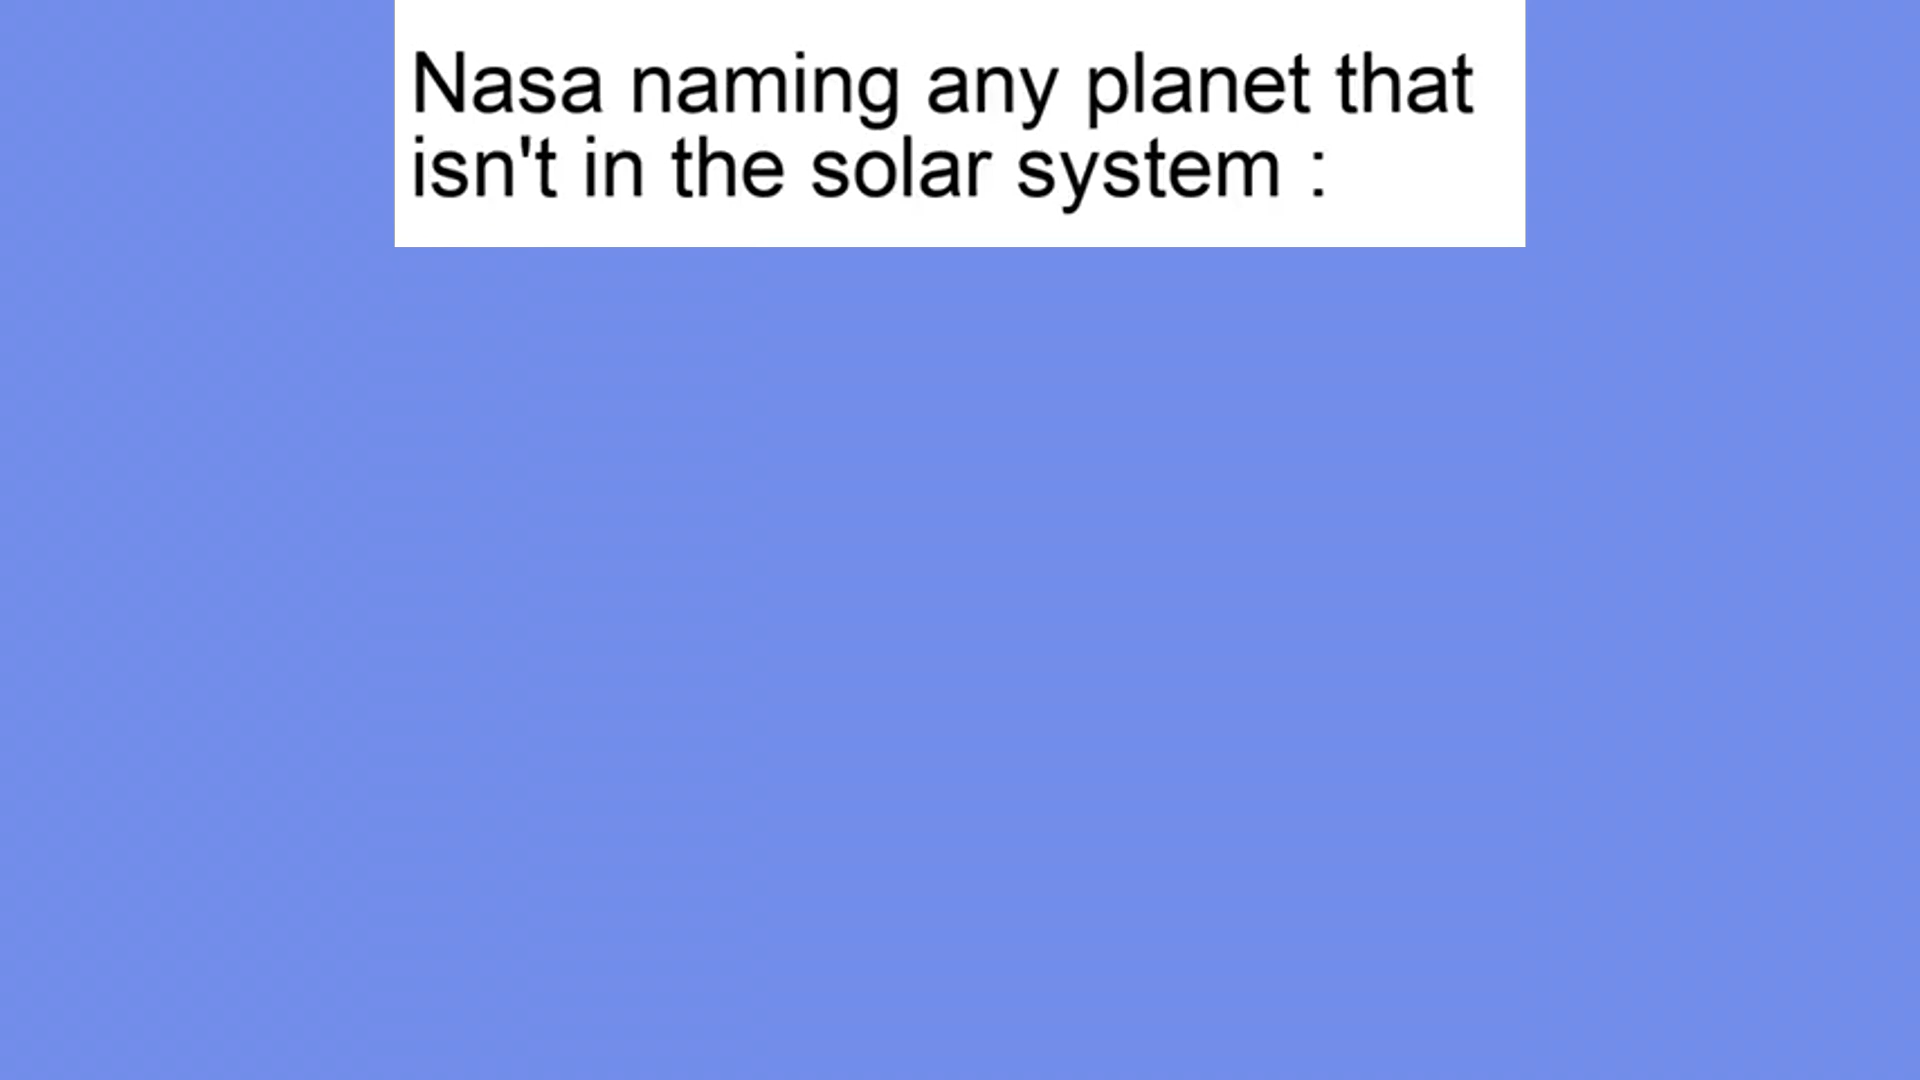 Nasa naming any planet that
isn't in the solar system :